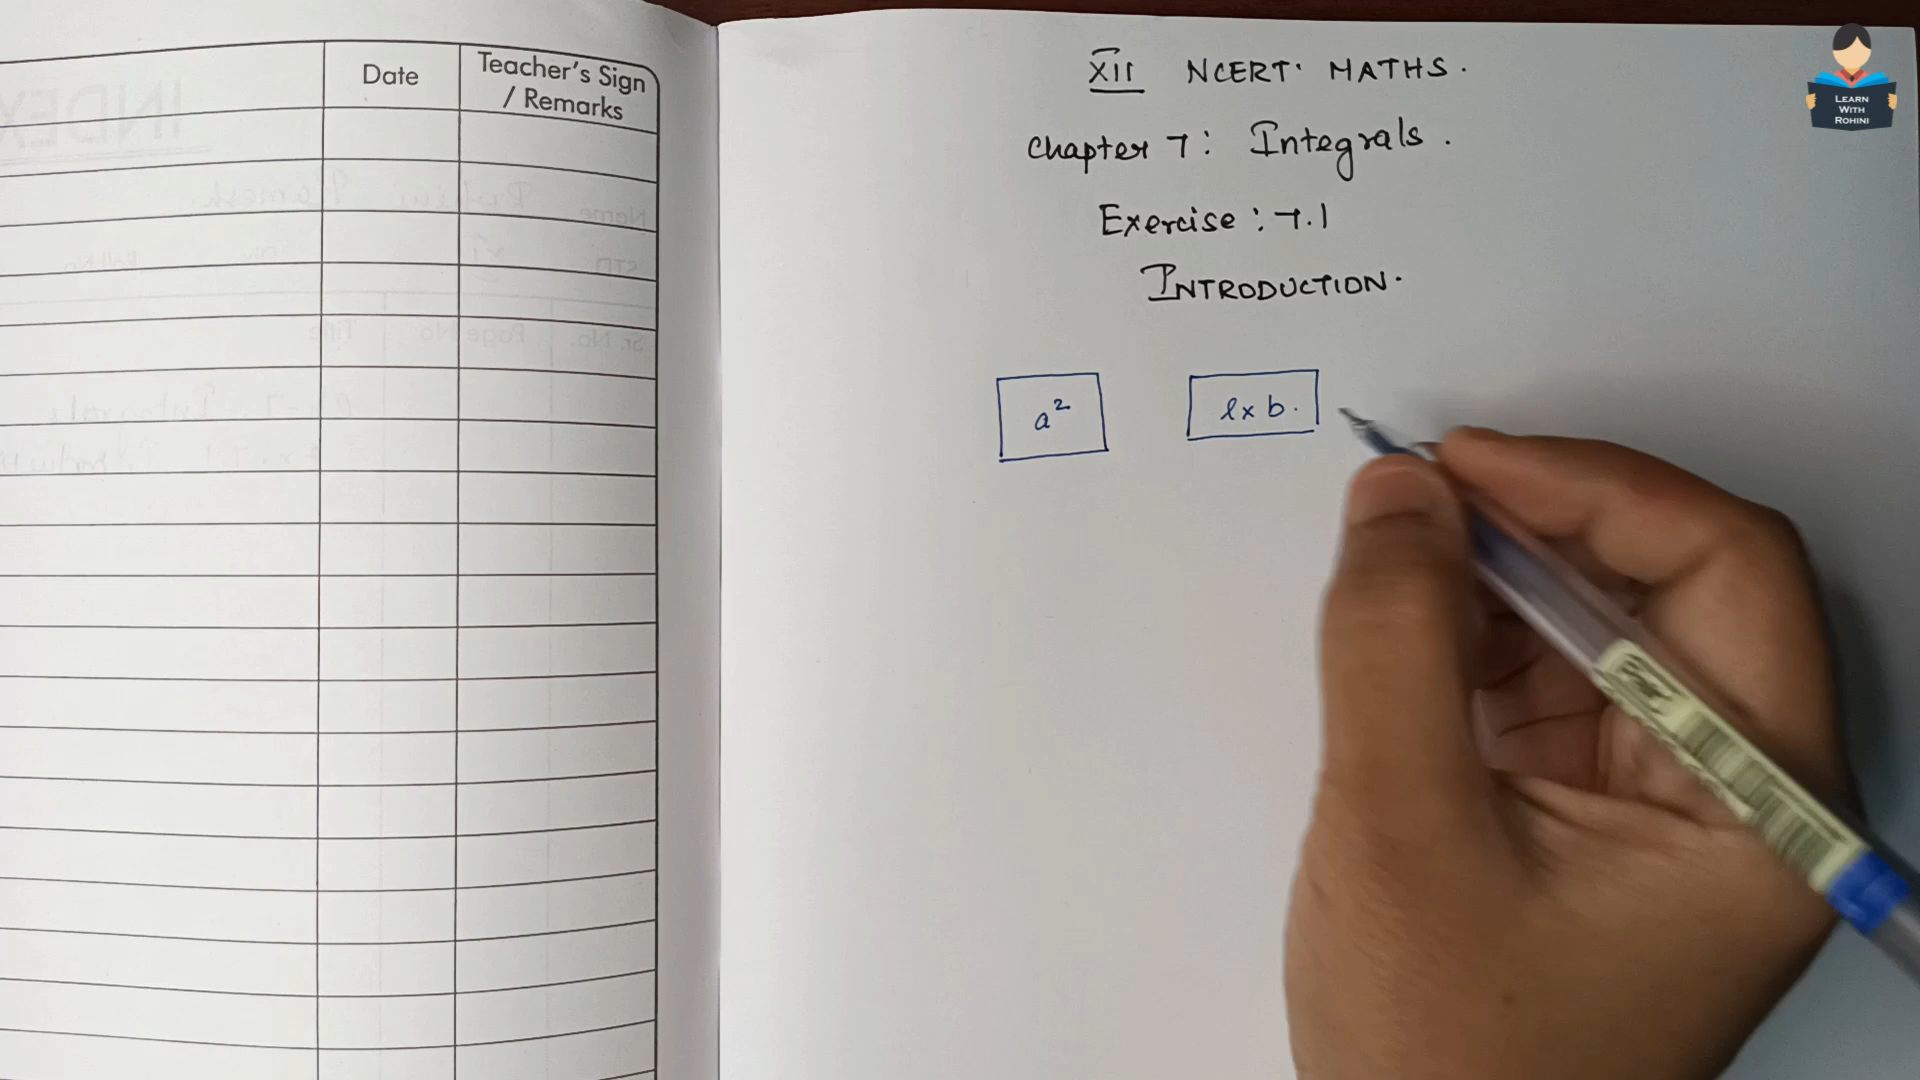 Date
Teacher's Sign
/ Remarks
XII NCERT. MATHS.
Chapter 7: Integrals.
Exercise: 7.1
INTRODUCTION.
a²
l x b.
LEARN
WITH
ROHINI